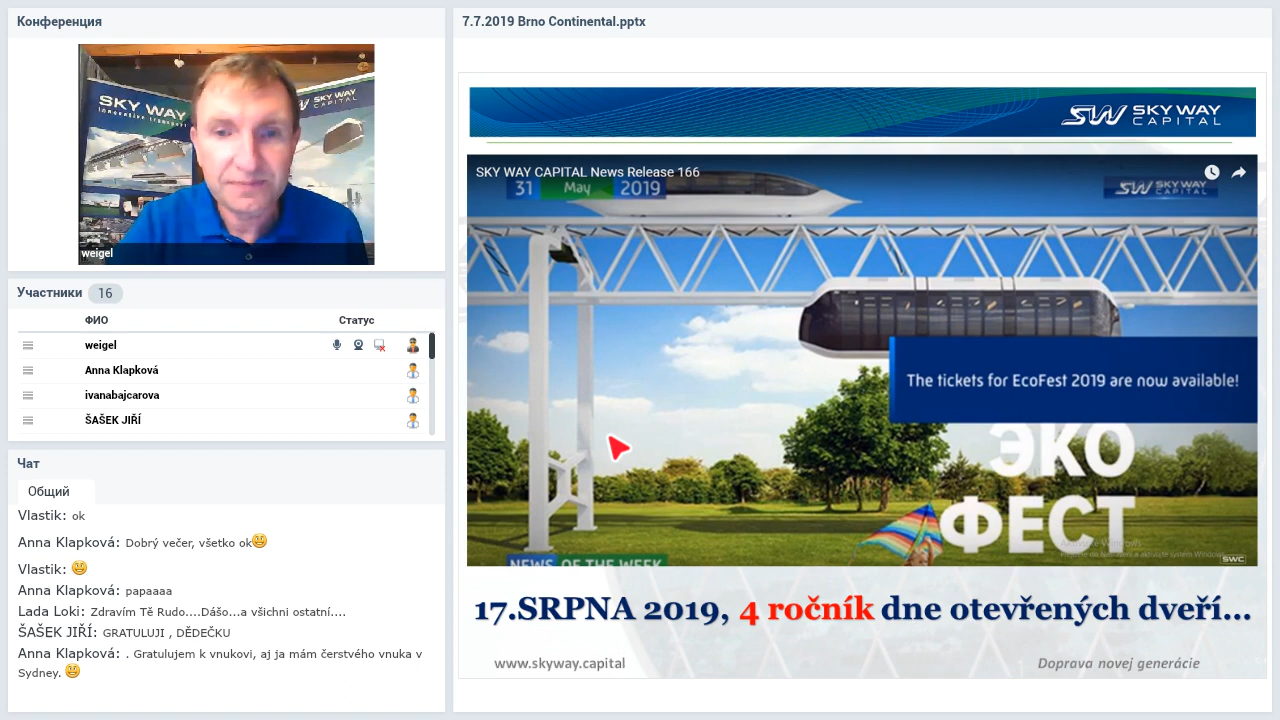 Конференция
SKY WAY
innovative transport
SKY WAY
CAPITAL
weigel
Участники 16
ФИО Статус
weigel
Anna Klapková
ivanabajcarova
ŠAŠEK JIŘÍ
Чат
Общий
Vlastik: ok
Anna Klapková: Dobrý večer, všetko ok
Vlastik:
Anna Klapková: papaaaa
Lada Loki: Zdravím Tě Rudo....Dášo...a všichni ostatní....
ŠAŠEK JIŘÍ: GRATULUJI , DĚDEČKU
Anna Klapková: . Gratulujem k vnukovi, aj ja mám čerstvého vnuka v
Sydney.
7.7.2019 Brno Continental.pptx
SW SKY WAY
CAPITAL
SKY WAY CAPITAL News Release 166
31 May 2019
SW SKY WAY
CAPITAL
The tickets for EcoFest 2019 are now available!
ЭКО
ФЕСТ
NEWS OF THE WEEK
SWC
17.SRPNA 2019, 4 ročník dne otevřených dveří...
www.skyway.capital
Doprava novej generácie